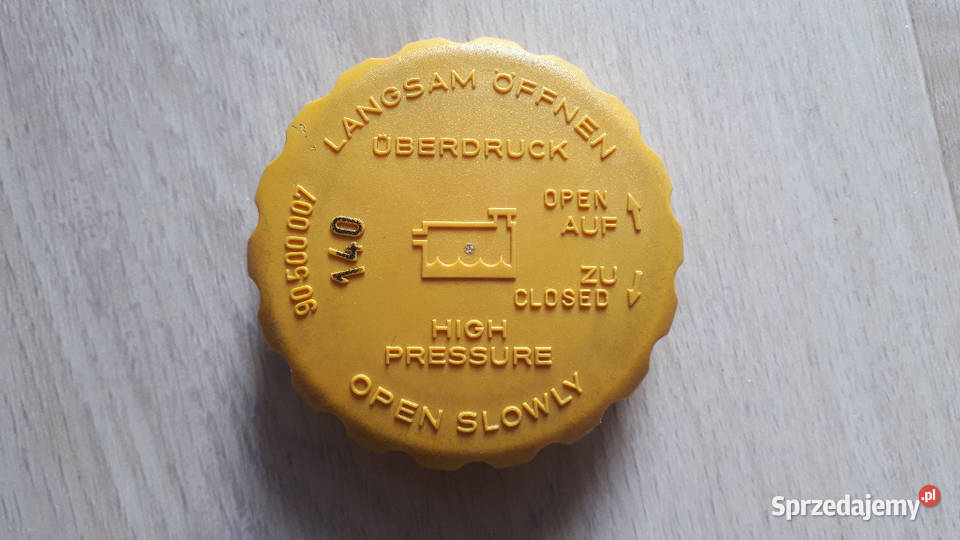 LANGSAM ÖFFNEN
ÜBERDRUCK
90-500 007
140
OPEN
AUF
ZU
CLOSED
HIGH
PRESSURE
OPEN SLOWLY
Sprzedajemy.pl